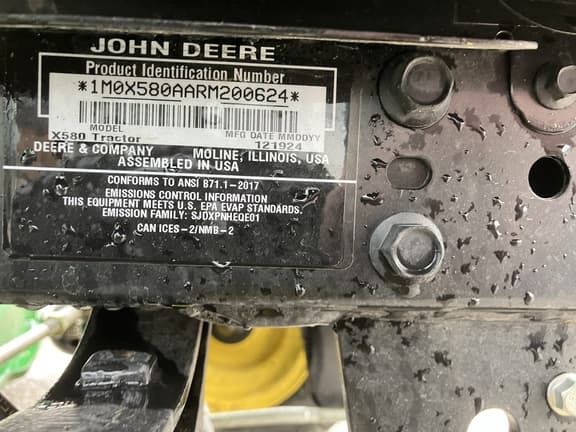 JOHN DEERE
Product Identification Number
*1M0X580AARM200624*
MODEL MFG DATE MMDDYY
X580 Tractor 121924
DEERE & COMPANY MOLINE, ILLINOIS, USA
ASSEMBLED IN USA
CONFORMS TO ANSI B71.1-2017
EMISSIONS CONTROL INFORMATION
THIS EQUIPMENT MEETS U.S. EPA EVAP STANDARDS.
EMISSION FAMILY: SJDXPNHEQE01
CAN ICES-2/NMB-2